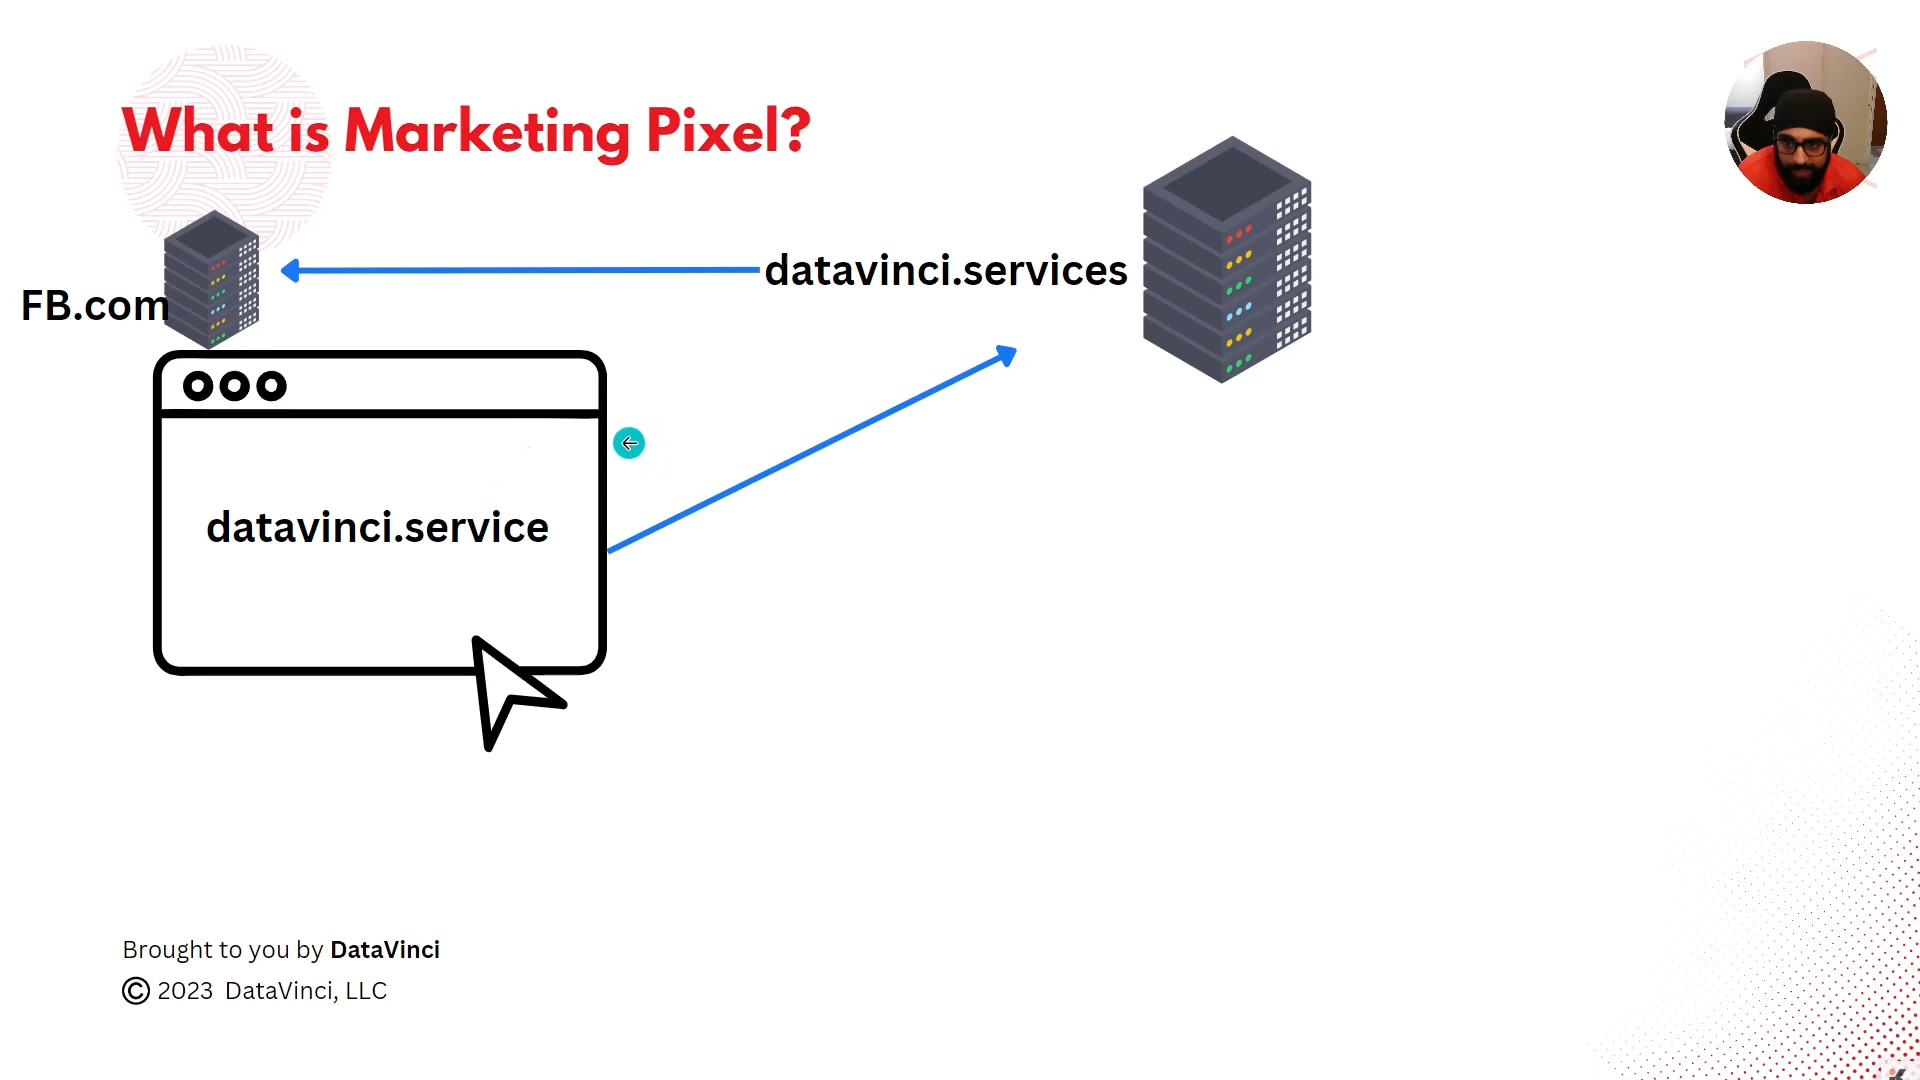 What is Marketing Pixel?
datavinci.services
FB.com
datavinci.service
Brought to you by DataVinci
© 2023 DataVinci, LLC